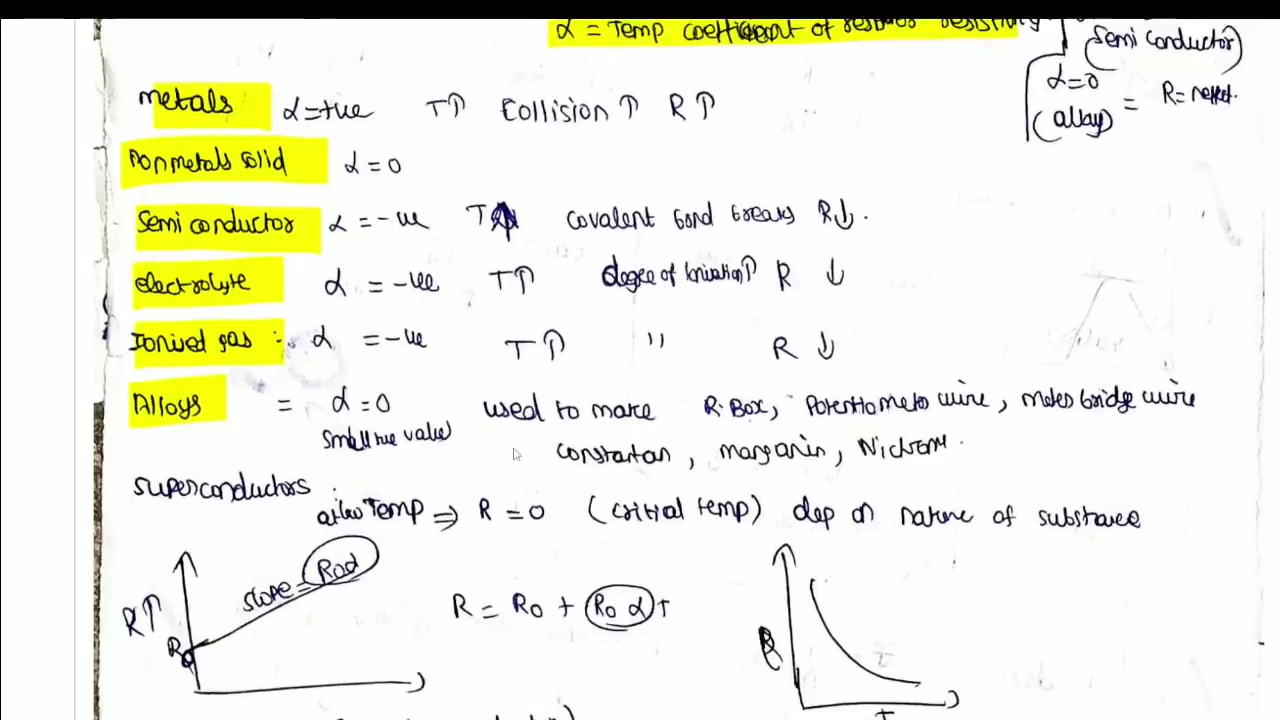 α = Temp coefficient of resistivity
(Semi conductor)
α=0
(alloy) = R=
metals α=+ve T↑ Collision↑ R↑
Nonmetals solid α=0
Semi conductor α = -ve T↑ covalent bond breaks R↓.
electrolyte α = -ve T↑ degree of Ionisation↑ R ↓
Ionised gas :. α = -ve T↑ ,, R ↓
Alloys = α=0 used to make R.Box, Potentiometo wire, meter bridge wire
Small +ve value constantan, manganin, Nichrome.
superconductors :
at low Temp ⇒ R=0 (critical temp) dep on nature of substance
R↑ R₀ slope = R₀α
R = R₀ + R₀ α T
R
T